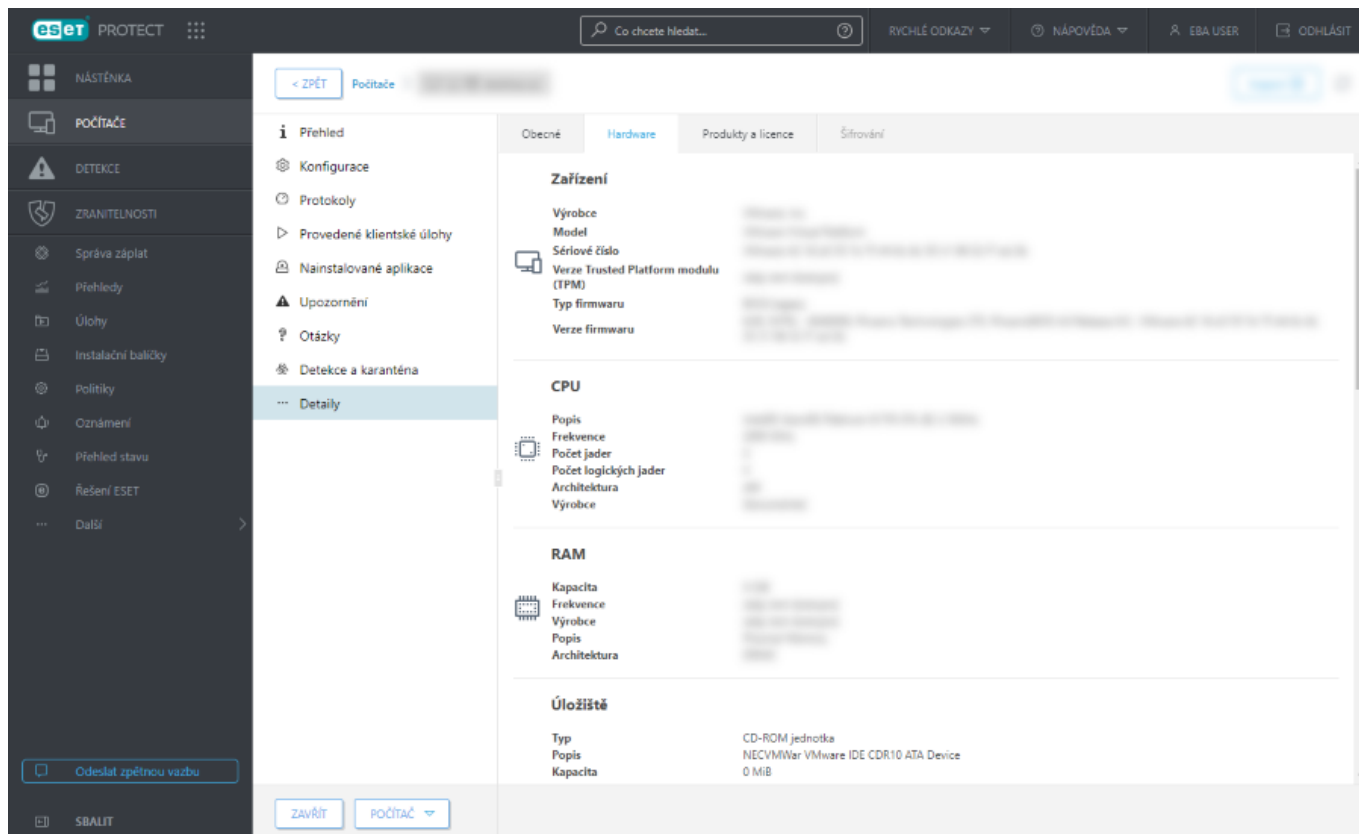 eset PROTECT
Co chcete hledat...
RYCHLÉ ODKAZY
NÁPOVĚDA
EBA USER
ODHLÁSIT
NÁSTĚNKA
POČÍTAČE
DETEKCE
ZRANITELNOSTI
Správa záplat
Přehledy
Úlohy
Instalační balíčky
Politiky
Oznámení
Přehled stavu
Řešení ESET
Další
Odeslat zpětnou vazbu
SBALIT
< ZPĚT
Počítače
Přehled
Konfigurace
Protokoly
Provedené klientské úlohy
Nainstalované aplikace
Upozornění
Otázky
Detekce a karanténa
Detaily
ZAVŘÍT
POČÍTAČ
Obecné
Hardware
Produkty a licence
Šifrování
Zařízení
Výrobce
Model
Sériové číslo
Verze Trusted Platform modulu
(TPM)
Typ firmwaru
Verze firmwaru
CPU
Popis
Frekvence
Počet jader
Počet logických jader
Architektura
Výrobce
RAM
Kapacita
Frekvence
Výrobce
Popis
Architektura
Úložiště
Typ CD-ROM jednotka
Popis NECVMWar VMware IDE CDR10 ATA Device
Kapacita 0 MiB